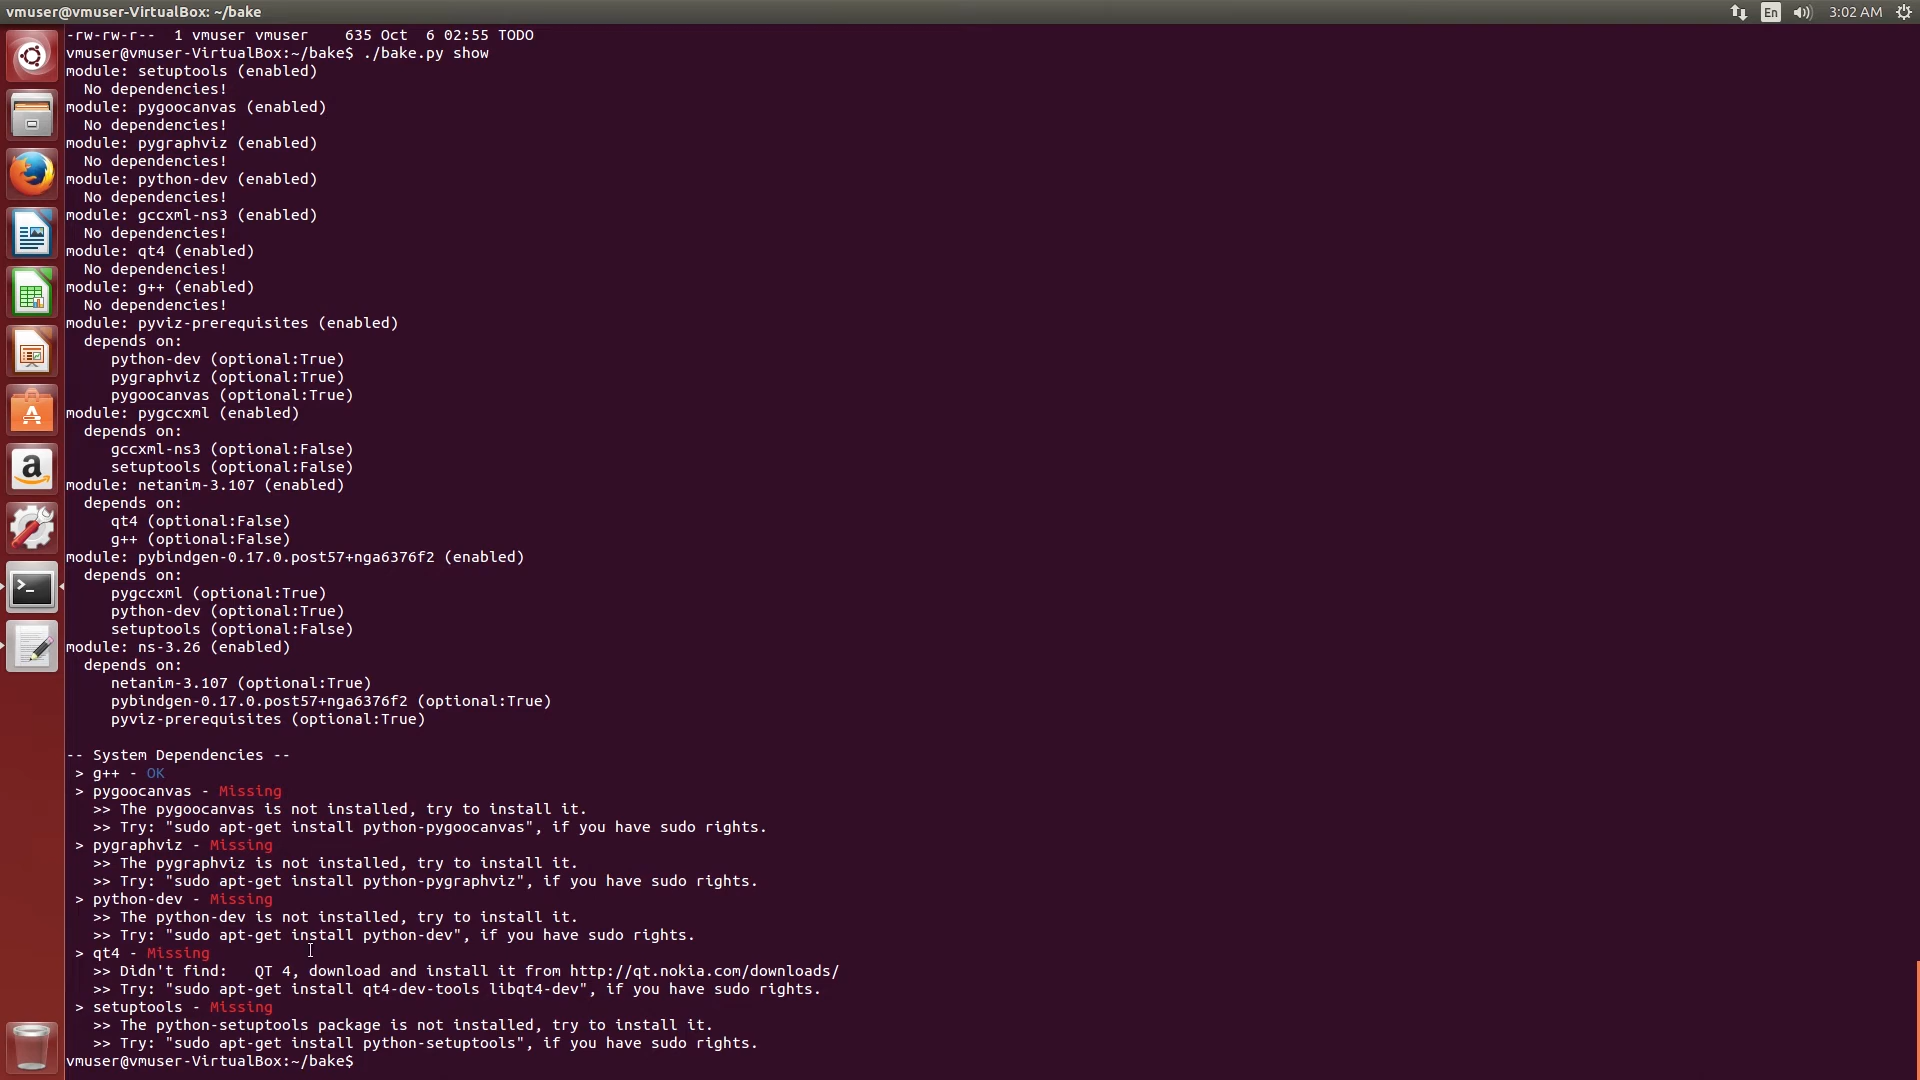 vmuser@vmuser-VirtualBox: ~/bake
En
3:02 AM
-rw-rw-r--  1 vmuser vmuser    635 Oct  6 02:55 TODO
vmuser@vmuser-VirtualBox:~/bake$ ./bake.py show
module: setuptools (enabled)
  No dependencies!
module: pygoocanvas (enabled)
  No dependencies!
module: pygraphviz (enabled)
  No dependencies!
module: python-dev (enabled)
  No dependencies!
module: gccxml-ns3 (enabled)
  No dependencies!
module: qt4 (enabled)
  No dependencies!
module: g++ (enabled)
  No dependencies!
module: pyviz-prerequisites (enabled)
  depends on:
     python-dev (optional:True)
     pygraphviz (optional:True)
     pygoocanvas (optional:True)
module: pygccxml (enabled)
  depends on:
     gccxml-ns3 (optional:False)
     setuptools (optional:False)
module: netanim-3.107 (enabled)
  depends on:
     qt4 (optional:False)
     g++ (optional:False)
module: pybindgen-0.17.0.post57+nga6376f2 (enabled)
  depends on:
     pygccxml (optional:True)
     python-dev (optional:True)
     setuptools (optional:False)
module: ns-3.26 (enabled)
  depends on:
     netanim-3.107 (optional:True)
     pybindgen-0.17.0.post57+nga6376f2 (optional:True)
     pyviz-prerequisites (optional:True)

-- System Dependencies --
 > g++ - OK
 > pygoocanvas - Missing
   >> The pygoocanvas is not installed, try to install it.
   >> Try: "sudo apt-get install python-pygoocanvas", if you have sudo rights.
 > pygraphviz - Missing
   >> The pygraphviz is not installed, try to install it.
   >> Try: "sudo apt-get install python-pygraphviz", if you have sudo rights.
 > python-dev - Missing
   >> The python-dev is not installed, try to install it.
   >> Try: "sudo apt-get install python-dev", if you have sudo rights.
 > qt4 - Missing
   >> Didn't find:   QT 4, download and install it from http://qt.nokia.com/downloads/
   >> Try: "sudo apt-get install qt4-dev-tools libqt4-dev", if you have sudo rights.
 > setuptools - Missing
   >> The python-setuptools package is not installed, try to install it.
   >> Try: "sudo apt-get install python-setuptools", if you have sudo rights.
vmuser@vmuser-VirtualBox:~/bake$